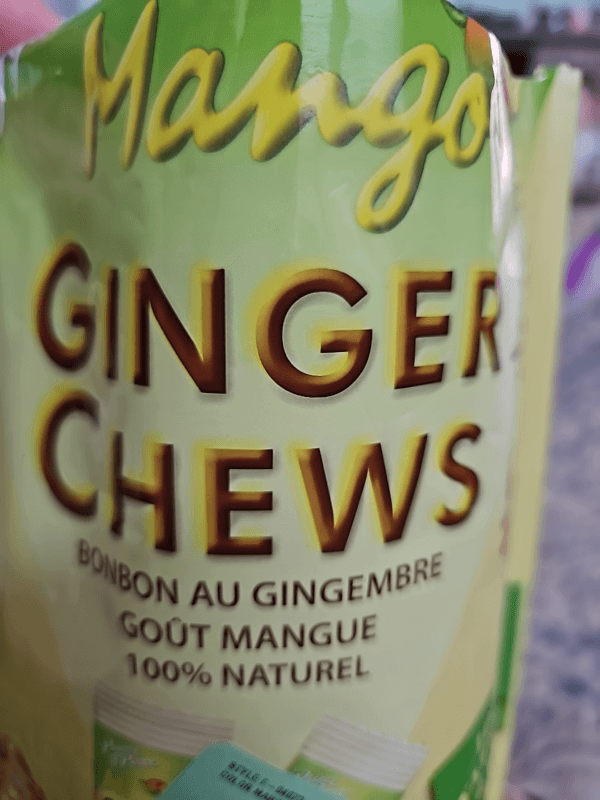 Mango
GINGER
CHEWS
BONBON AU GINGEMBRE
GOÛT MANGUE
100% NATUREL